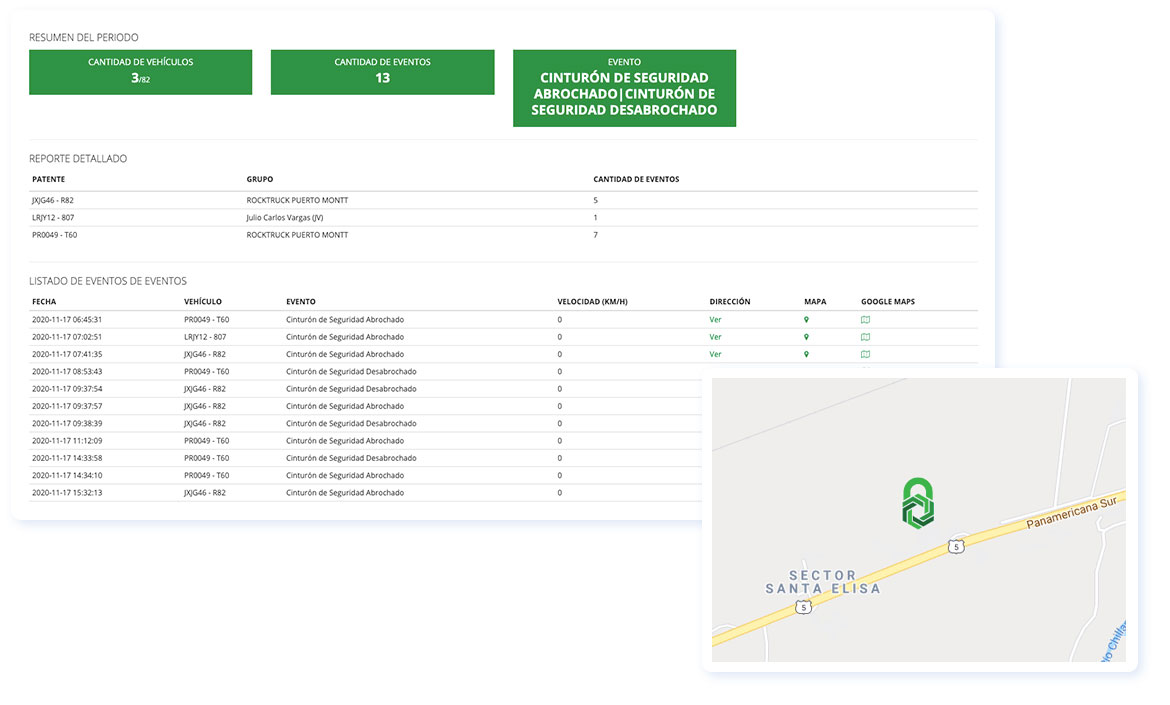 RESUMEN DEL PERIODO
CANTIDAD DE VEHÍCULOS
3/82
CANTIDAD DE EVENTOS
13
EVENTO
CINTURÓN DE SEGURIDAD
ABROCHADO|CINTURÓN DE
SEGURIDAD DESABROCHADO
REPORTE DETALLADO
PATENTE GRUPO CANTIDAD DE EVENTOS
JXJG46 - R82 ROCKTRUCK PUERTO MONTT 5
LRJY12 - 807 Julio Carlos Vargas (JV) 1
PR0049 - T60 ROCKTRUCK PUERTO MONTT 7
LISTADO DE EVENTOS DE EVENTOS
FECHA VEHÍCULO EVENTO VELOCIDAD (KM/H) DIRECCIÓN MAPA GOOGLE MAPS
2020-11-17 06:45:31 PR0049 - T60 Cinturón de Seguridad Abrochado 0 Ver
2020-11-17 07:02:51 LRJY12 - 807 Cinturón de Seguridad Abrochado 0 Ver
2020-11-17 07:41:35 JXJG46 - R82 Cinturón de Seguridad Abrochado 0 Ver
2020-11-17 08:53:43 PR0049 - T60 Cinturón de Seguridad Desabrochado 0
2020-11-17 09:37:54 JXJG46 - R82 Cinturón de Seguridad Desabrochado 0
2020-11-17 09:37:57 JXJG46 - R82 Cinturón de Seguridad Abrochado 0
2020-11-17 09:38:39 JXJG46 - R82 Cinturón de Seguridad Desabrochado 0
2020-11-17 11:12:09 PR0049 - T60 Cinturón de Seguridad Abrochado 0
2020-11-17 14:33:58 PR0049 - T60 Cinturón de Seguridad Desabrochado 0
2020-11-17 14:34:10 PR0049 - T60 Cinturón de Seguridad Abrochado 0
2020-11-17 15:32:13 JXJG46 - R82 Cinturón de Seguridad Abrochado 0
Panamericana Sur
5
SECTOR
SANTA ELISA
5